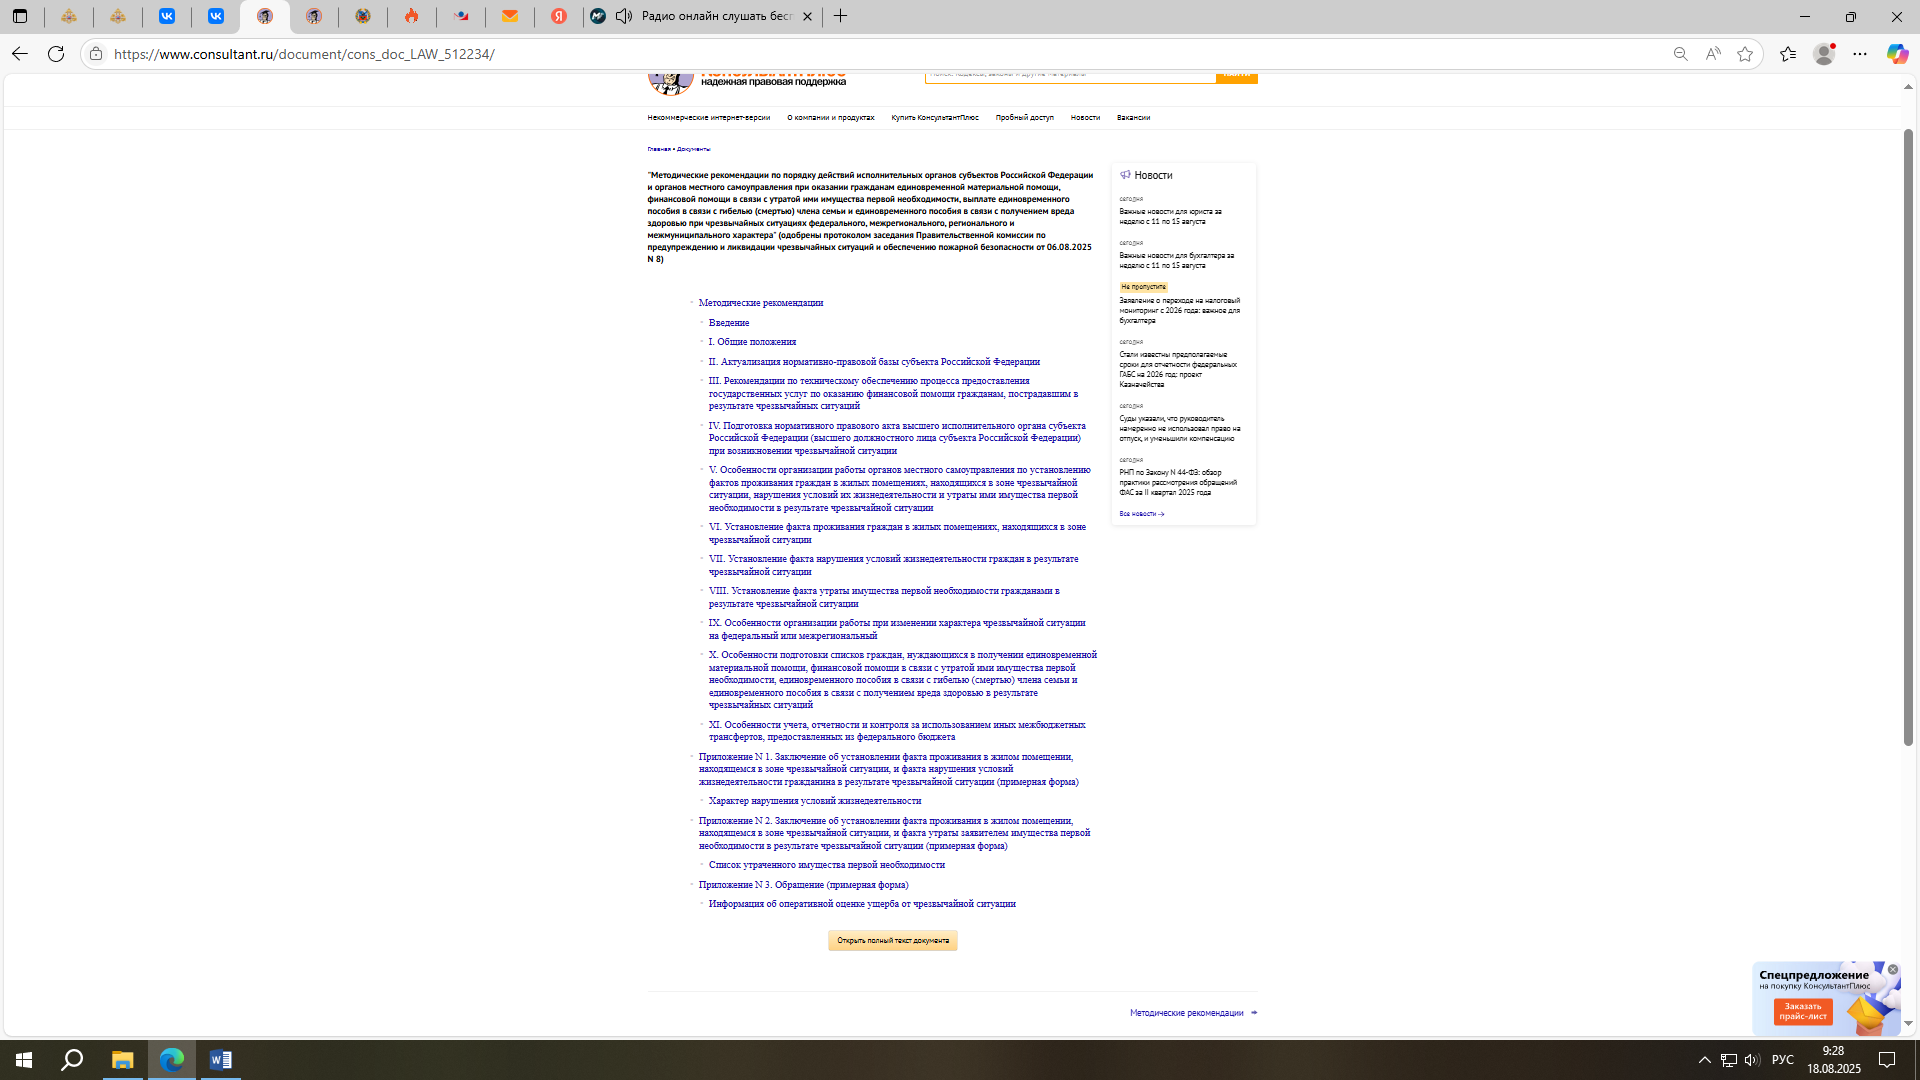 Радио онлайн слушать бесп
https://www.consultant.ru/document/cons_doc_LAW_512234/
надежная правовая поддержка
Некоммерческие интернет-версии
О компании и продуктах
Купить КонсультантПлюс
Пробный доступ
Новости
Вакансии
Главная • Документы
"Методические рекомендации по порядку действий исполнительных органов субъектов Российской Федерации
и органов местного самоуправления при оказании гражданам единовременной материальной помощи,
финансовой помощи в связи с утратой ими имущества первой необходимости, выплате единовременного
пособия в связи с гибелью (смертью) члена семьи и единовременного пособия в связи с получением вреда
здоровью при чрезвычайных ситуациях федерального, межрегионального, регионального и
межмуниципального характера" (одобрены протоколом заседания Правительственной комиссии по
предупреждению и ликвидации чрезвычайных ситуаций и обеспечению пожарной безопасности от 06.08.2025
N 8)
Методические рекомендации
Введение
I. Общие положения
II. Актуализация нормативно-правовой базы субъекта Российской Федерации
III. Рекомендации по техническому обеспечению процесса предоставления
государственных услуг по оказанию финансовой помощи гражданам, пострадавшим в
результате чрезвычайных ситуаций
IV. Подготовка нормативного правового акта высшего исполнительного органа субъекта
Российской Федерации (высшего должностного лица субъекта Российской Федерации)
при возникновении чрезвычайной ситуации
V. Особенности организации работы органов местного самоуправления по установлению
фактов проживания граждан в жилых помещениях, находящихся в зоне чрезвычайной
ситуации, нарушения условий их жизнедеятельности и утраты ими имущества первой
необходимости в результате чрезвычайной ситуации
VI. Установление факта проживания граждан в жилых помещениях, находящихся в зоне
чрезвычайной ситуации
VII. Установление факта нарушения условий жизнедеятельности граждан в результате
чрезвычайной ситуации
VIII. Установление факта утраты имущества первой необходимости гражданами в
результате чрезвычайной ситуации
IX. Особенности организации работы при изменении характера чрезвычайной ситуации
на федеральный или межрегиональный
X. Особенности подготовки списков граждан, нуждающихся в получении единовременной
материальной помощи, финансовой помощи в связи с утратой ими имущества первой
необходимости, единовременного пособия в связи с гибелью (смертью) члена семьи и
единовременного пособия в связи с получением вреда здоровью в результате
чрезвычайных ситуаций
XI. Особенности учета, отчетности и контроля за использованием иных межбюджетных
трансфертов, предоставленных из федерального бюджета
Приложение N 1. Заключение об установлении факта проживания в жилом помещении,
находящемся в зоне чрезвычайной ситуации, и факта нарушения условий
жизнедеятельности гражданина в результате чрезвычайной ситуации (примерная форма)
Характер нарушения условий жизнедеятельности
Приложение N 2. Заключение об установлении факта проживания в жилом помещении,
находящемся в зоне чрезвычайной ситуации, и факта утраты заявителем имущества первой
необходимости в результате чрезвычайной ситуации (примерная форма)
Список утраченного имущества первой необходимости
Приложение N 3. Обращение (примерная форма)
Информация об оперативной оценке ущерба от чрезвычайной ситуации
Открыть полный текст документа
Методические рекомендации
Новости
сегодня
Важные новости для юриста за
неделю с 11 по 15 августа
сегодня
Важные новости для бухгалтера за
неделю с 11 по 15 августа
Не пропустите
Заявление о переходе на налоговый
мониторинг с 2026 года: важное для
бухгалтера
сегодня
Стали известны предполагаемые
сроки для отчетности федеральных
ГАБС на 2026 год: проект
Казначейства
сегодня
Суды указали, что руководитель
намеренно не использовал право на
отпуск, и уменьшили компенсацию
сегодня
РНП по Закону N 44-ФЗ: обзор
практики рассмотрения обращений
ФАС за II квартал 2025 года
Все новости
Спецпредложение
на покупку КонсультантПлюс
Заказать
прайс-лист
РУС
9:28
18.08.2025